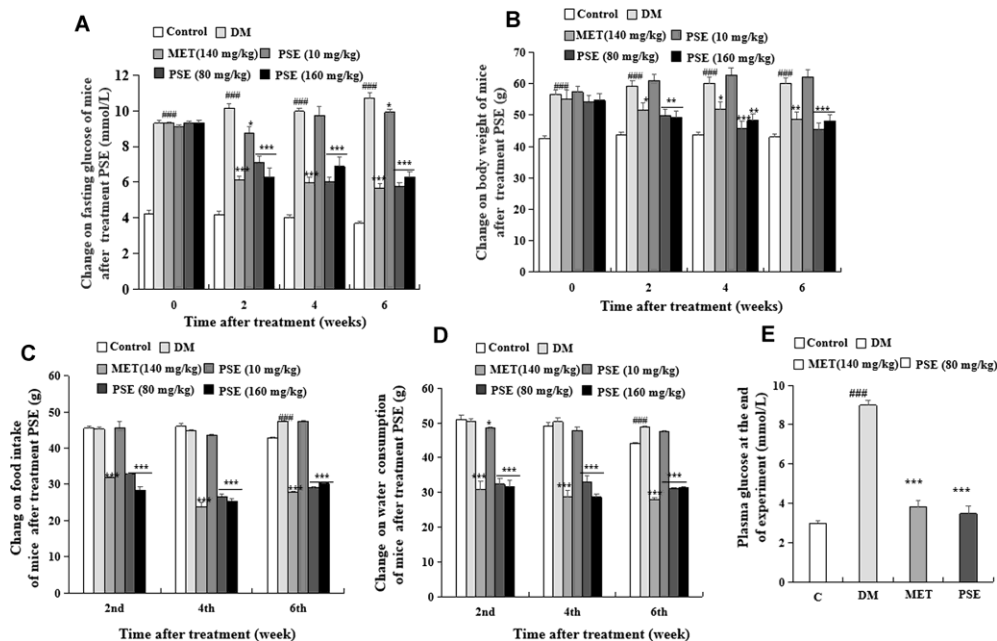 A
Control
DM
MET(140 mg/kg)
PSE (10 mg/kg)
PSE (80 mg/kg)
PSE (160 mg/kg)
Change on fasting glucose of mice
after treatment PSE (mmol/L)
12
10
8
6
4
2
0
###
###
###
###
***
*
***
***
***
***
*
***
0 2 4 6
Time after treatment (weeks)
B
Control
DM
MET(140 mg/kg)
PSE (10 mg/kg)
PSE (80 mg/kg)
PSE (160 mg/kg)
Change on body weight of mice
after treatment PSE (g)
80
70
60
50
40
30
20
10
0
###
###
###
###
*
**
*
***
**
**
***
0 2 4 6
Time after treatment (weeks)
C
Control
DM
MET(140 mg/kg)
PSE (10 mg/kg)
PSE (80 mg/kg)
PSE (160 mg/kg)
Chang on food intake
of mice after treatment PSE (g)
60
50
40
30
20
10
0
***
***
***
***
###
***
***
2nd 4th 6th
Time after treatment (week)
D
Control
DM
MET(140 mg/kg)
PSE (10 mg/kg)
PSE (80 mg/kg)
PSE (160 mg/kg)
Change on water consumption
of mice after treatment PSE (g)
60
50
40
30
20
10
0
***
*
***
***
***
###
***
***
2nd 4th 6th
Time after treatment (week)
E
Control
DM
MET(140 mg/kg)
PSE (80 mg/kg)
Plasma glucose at the end
of experiment (mmol/L)
10
8
6
4
2
0
###
***
***
C DM MET PSE